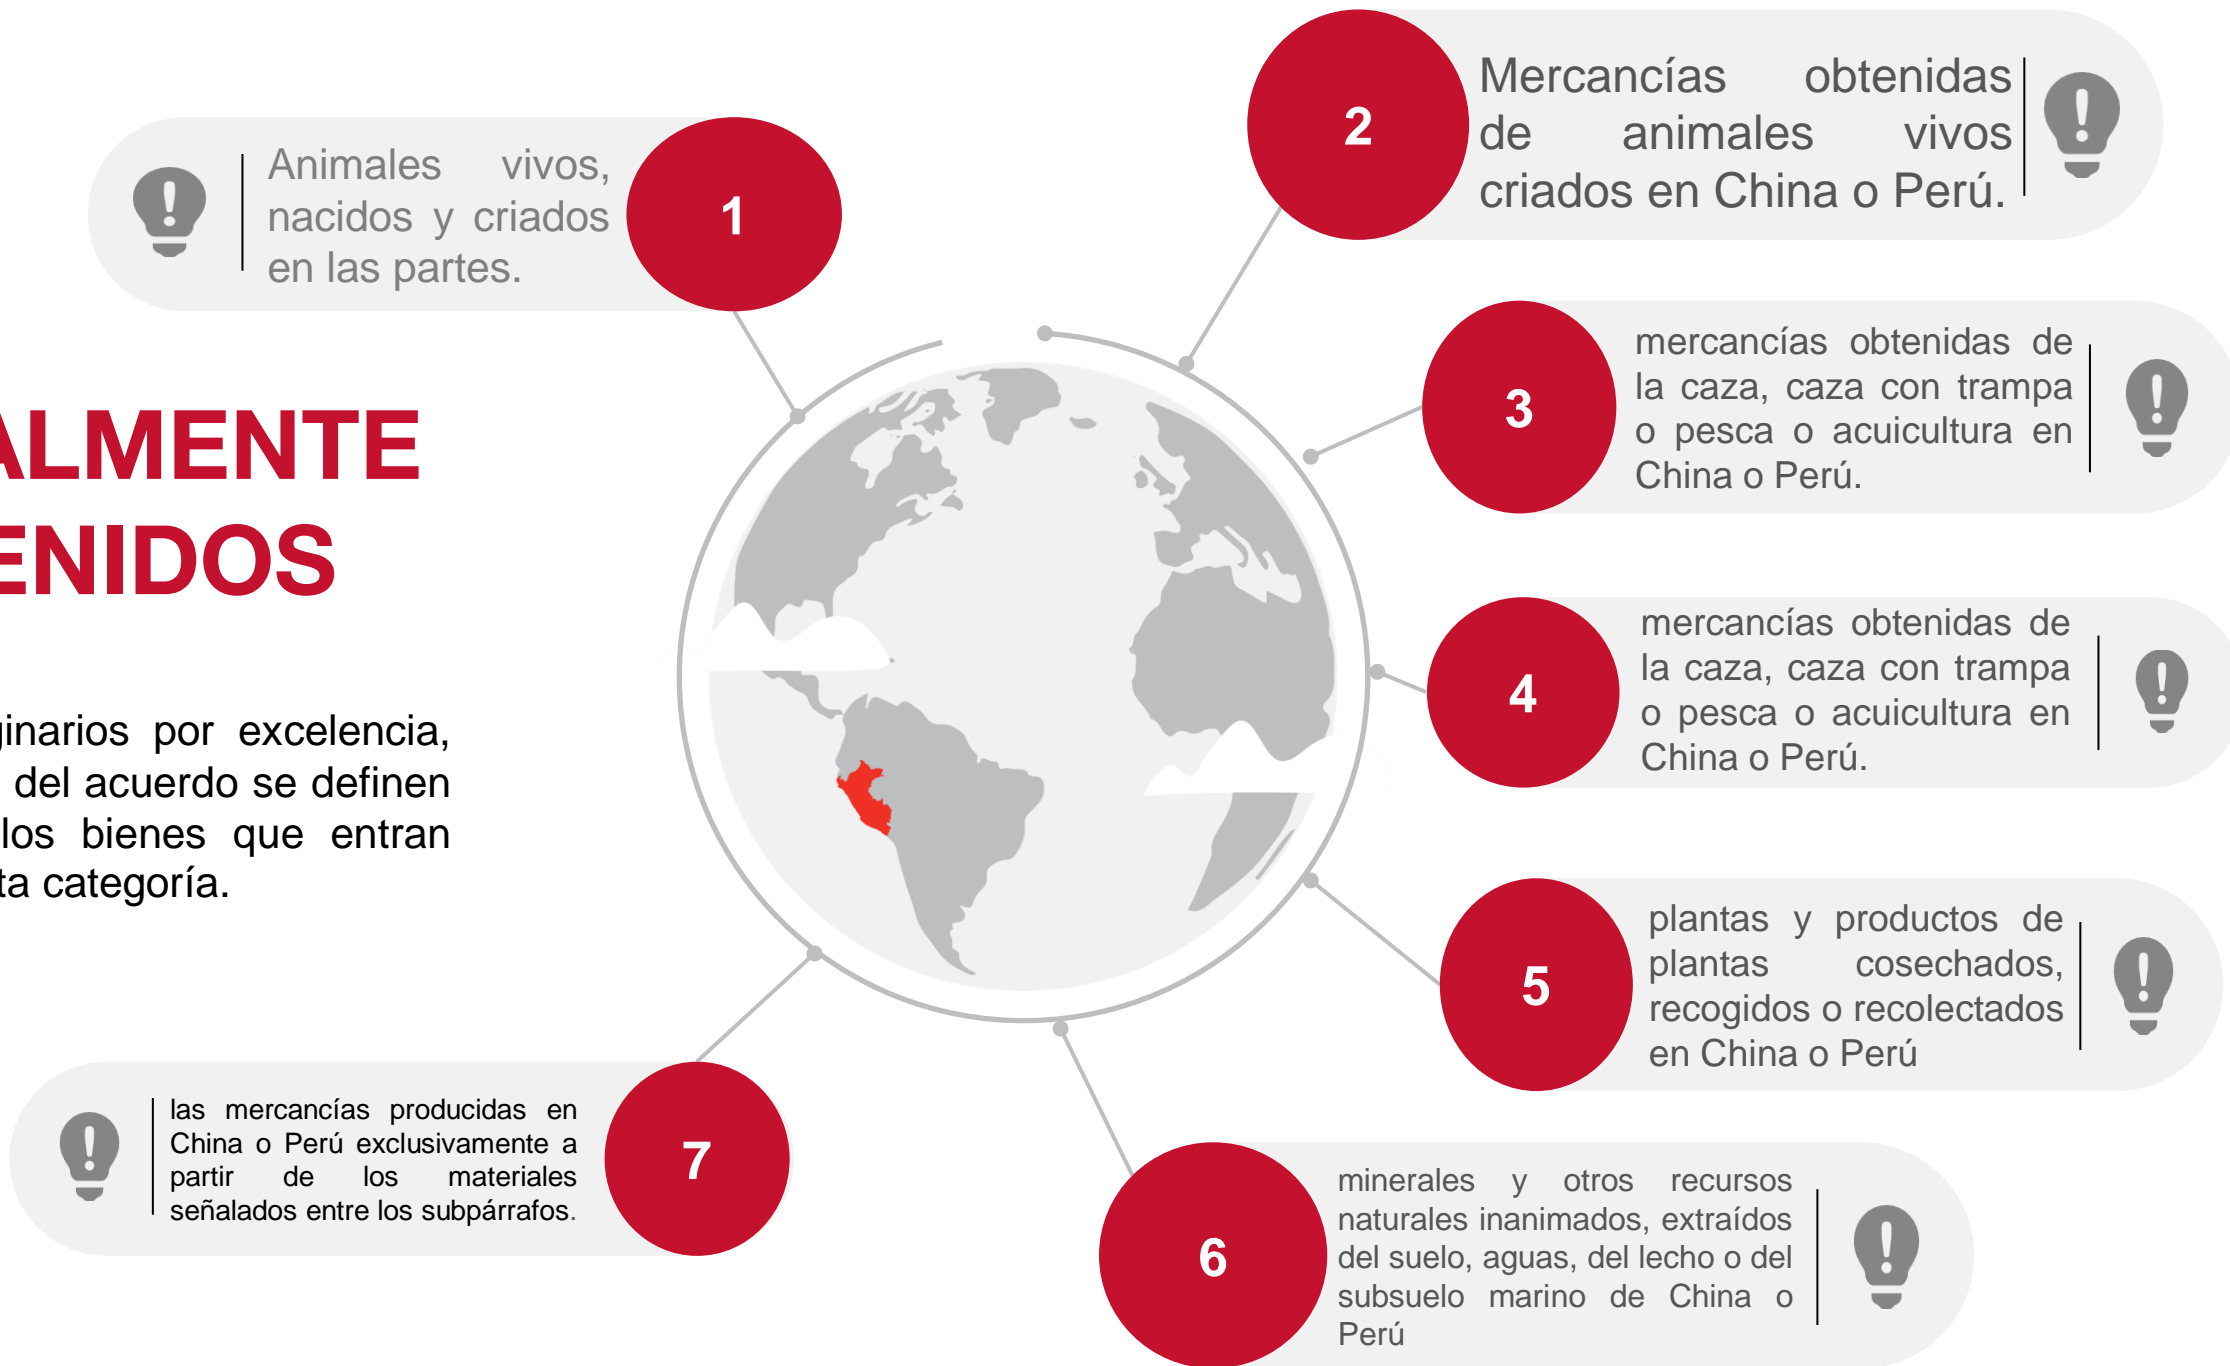 1
Animales vivos,
nacidos y criados
en las partes.
2
Mercancías obtenidas
de animales vivos
criados en China o Perú.
3
mercancías obtenidas de
la caza, caza con trampa
o pesca o acuicultura en
China o Perú.
ALMENTE
ENIDOS
4
mercancías obtenidas de
la caza, caza con trampa
o pesca o acuicultura en
China o Perú.
ginarios por excelencia,
del acuerdo se definen
los bienes que entran
ta categoría.
5
plantas y productos de
plantas cosechados,
recogidos o recolectados
en China o Perú
6
minerales y otros recursos
naturales inanimados, extraídos
del suelo, aguas, del lecho o del
subsuelo marino de China o
Perú
7
las mercancías producidas en
China o Perú exclusivamente a
partir de los materiales
señalados entre los subpárrafos.